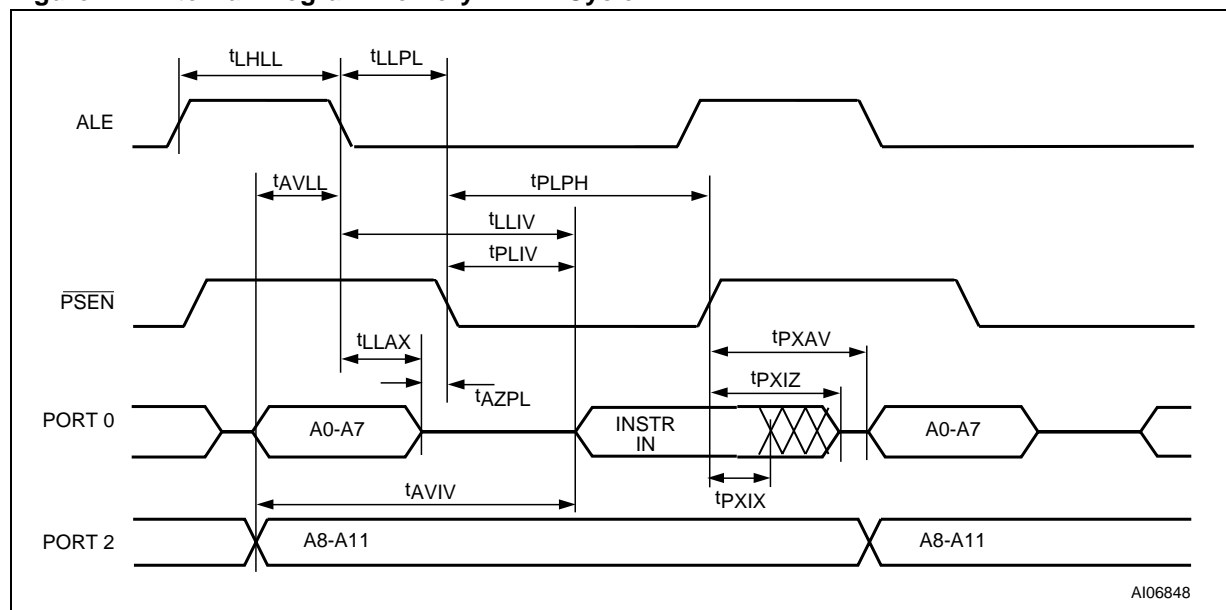 tLHLL tLLPL
ALE
tAVLL tPLPH
tLLIV
tPLIV
PSEN
tLLAX tPXAV
tPXIZ
tAZPL
PORT 0 A0-A7 INSTR IN A0-A7
tPXIX
tAVIV
PORT 2 A8-A11 A8-A11
AI06848